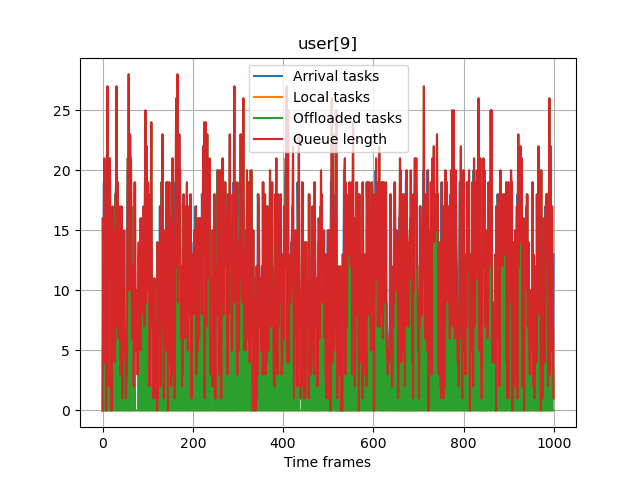 user[9]
Arrival tasks
Local tasks
Offloaded tasks
Queue length
25
20
15
10
5
0
0 200 400 600 800 1000
Time frames